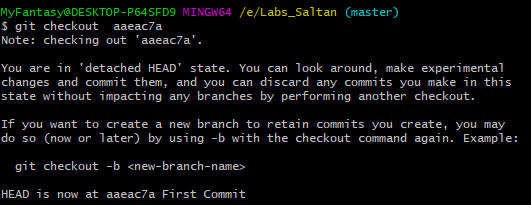 MyFantasy@DESKTOP-P64SFD9 MINGW64 /e/Labs_Saltan (master)
$ git checkout  aaeac7a
Note: checking out 'aaeac7a'.

You are in 'detached HEAD' state. You can look around, make experimental
changes and commit them, and you can discard any commits you make in this
state without impacting any branches by performing another checkout.

If you want to create a new branch to retain commits you create, you may
do so (now or later) by using -b with the checkout command again. Example:

  git checkout -b <new-branch-name>

HEAD is now at aaeac7a First Commit